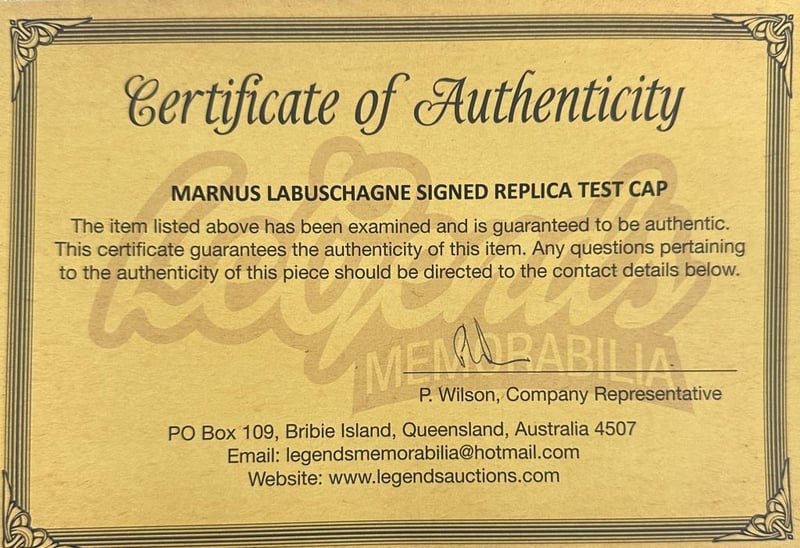 Certificate of Authenticity
MARNUS LABUSCHAGNE SIGNED REPLICA TEST CAP
The item listed above has been examined and is guaranteed to be authentic.
This certificate guarantees the authenticity of this item. Any questions pertaining
to the authenticity of this piece should be directed to the contact details below.
Legends
MEMORABILIA
P. Wilson, Company Representative
PO Box 109, Bribie Island, Queensland, Australia 4507
Email: legendsmemorabilia@hotmail.com
Website: www.legendsauctions.com